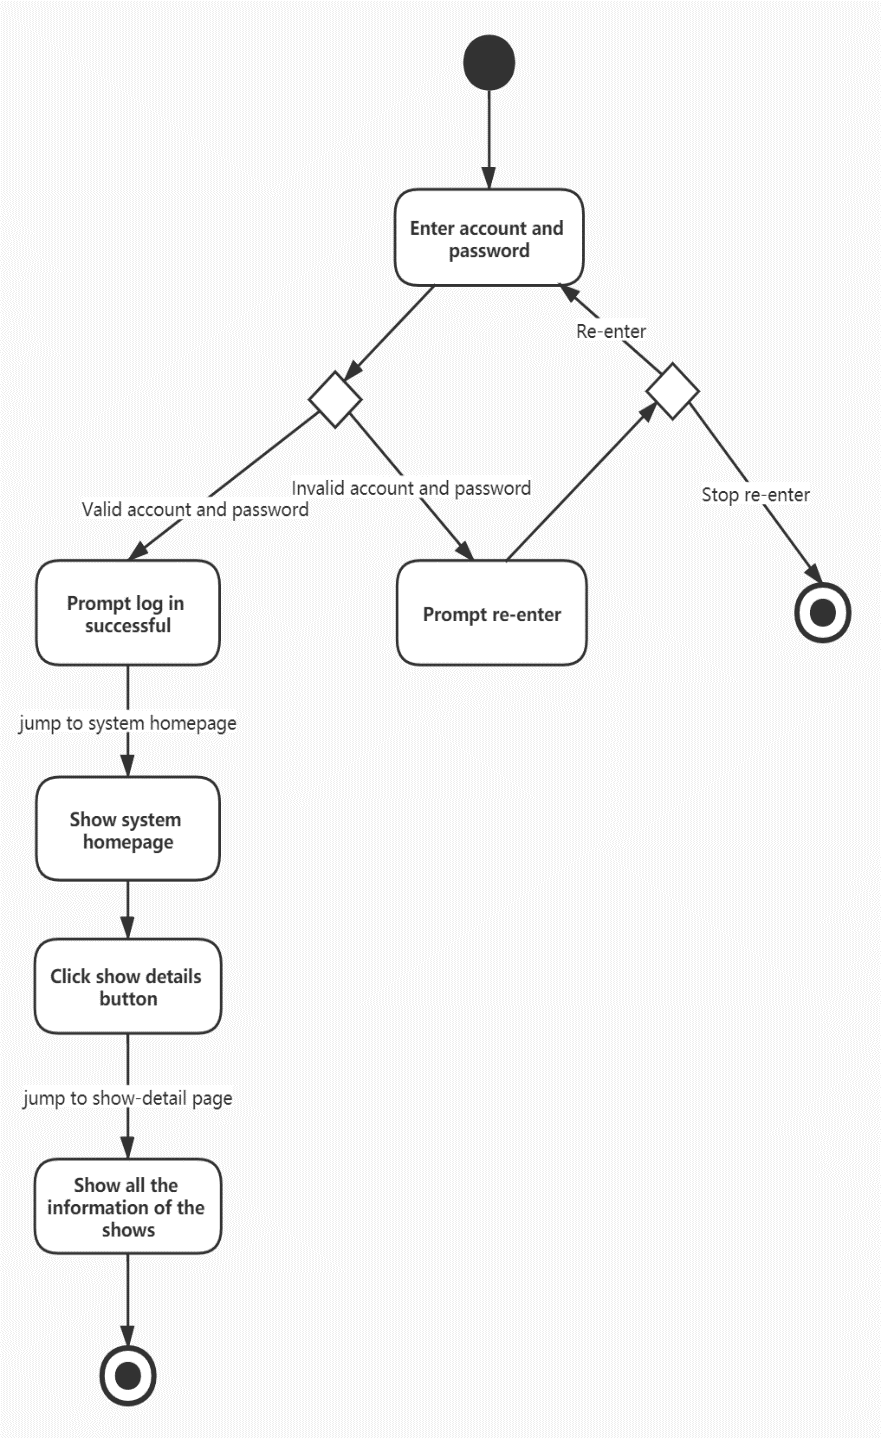 Enter account and
password
Re-enter
Invalid account and password
Stop re-enter
Valid account and password
Prompt log in
successful
Prompt re-enter
jump to system homepage
Show system
homepage
Click show details
button
jump to show-detail page
Show all the
information of the
shows